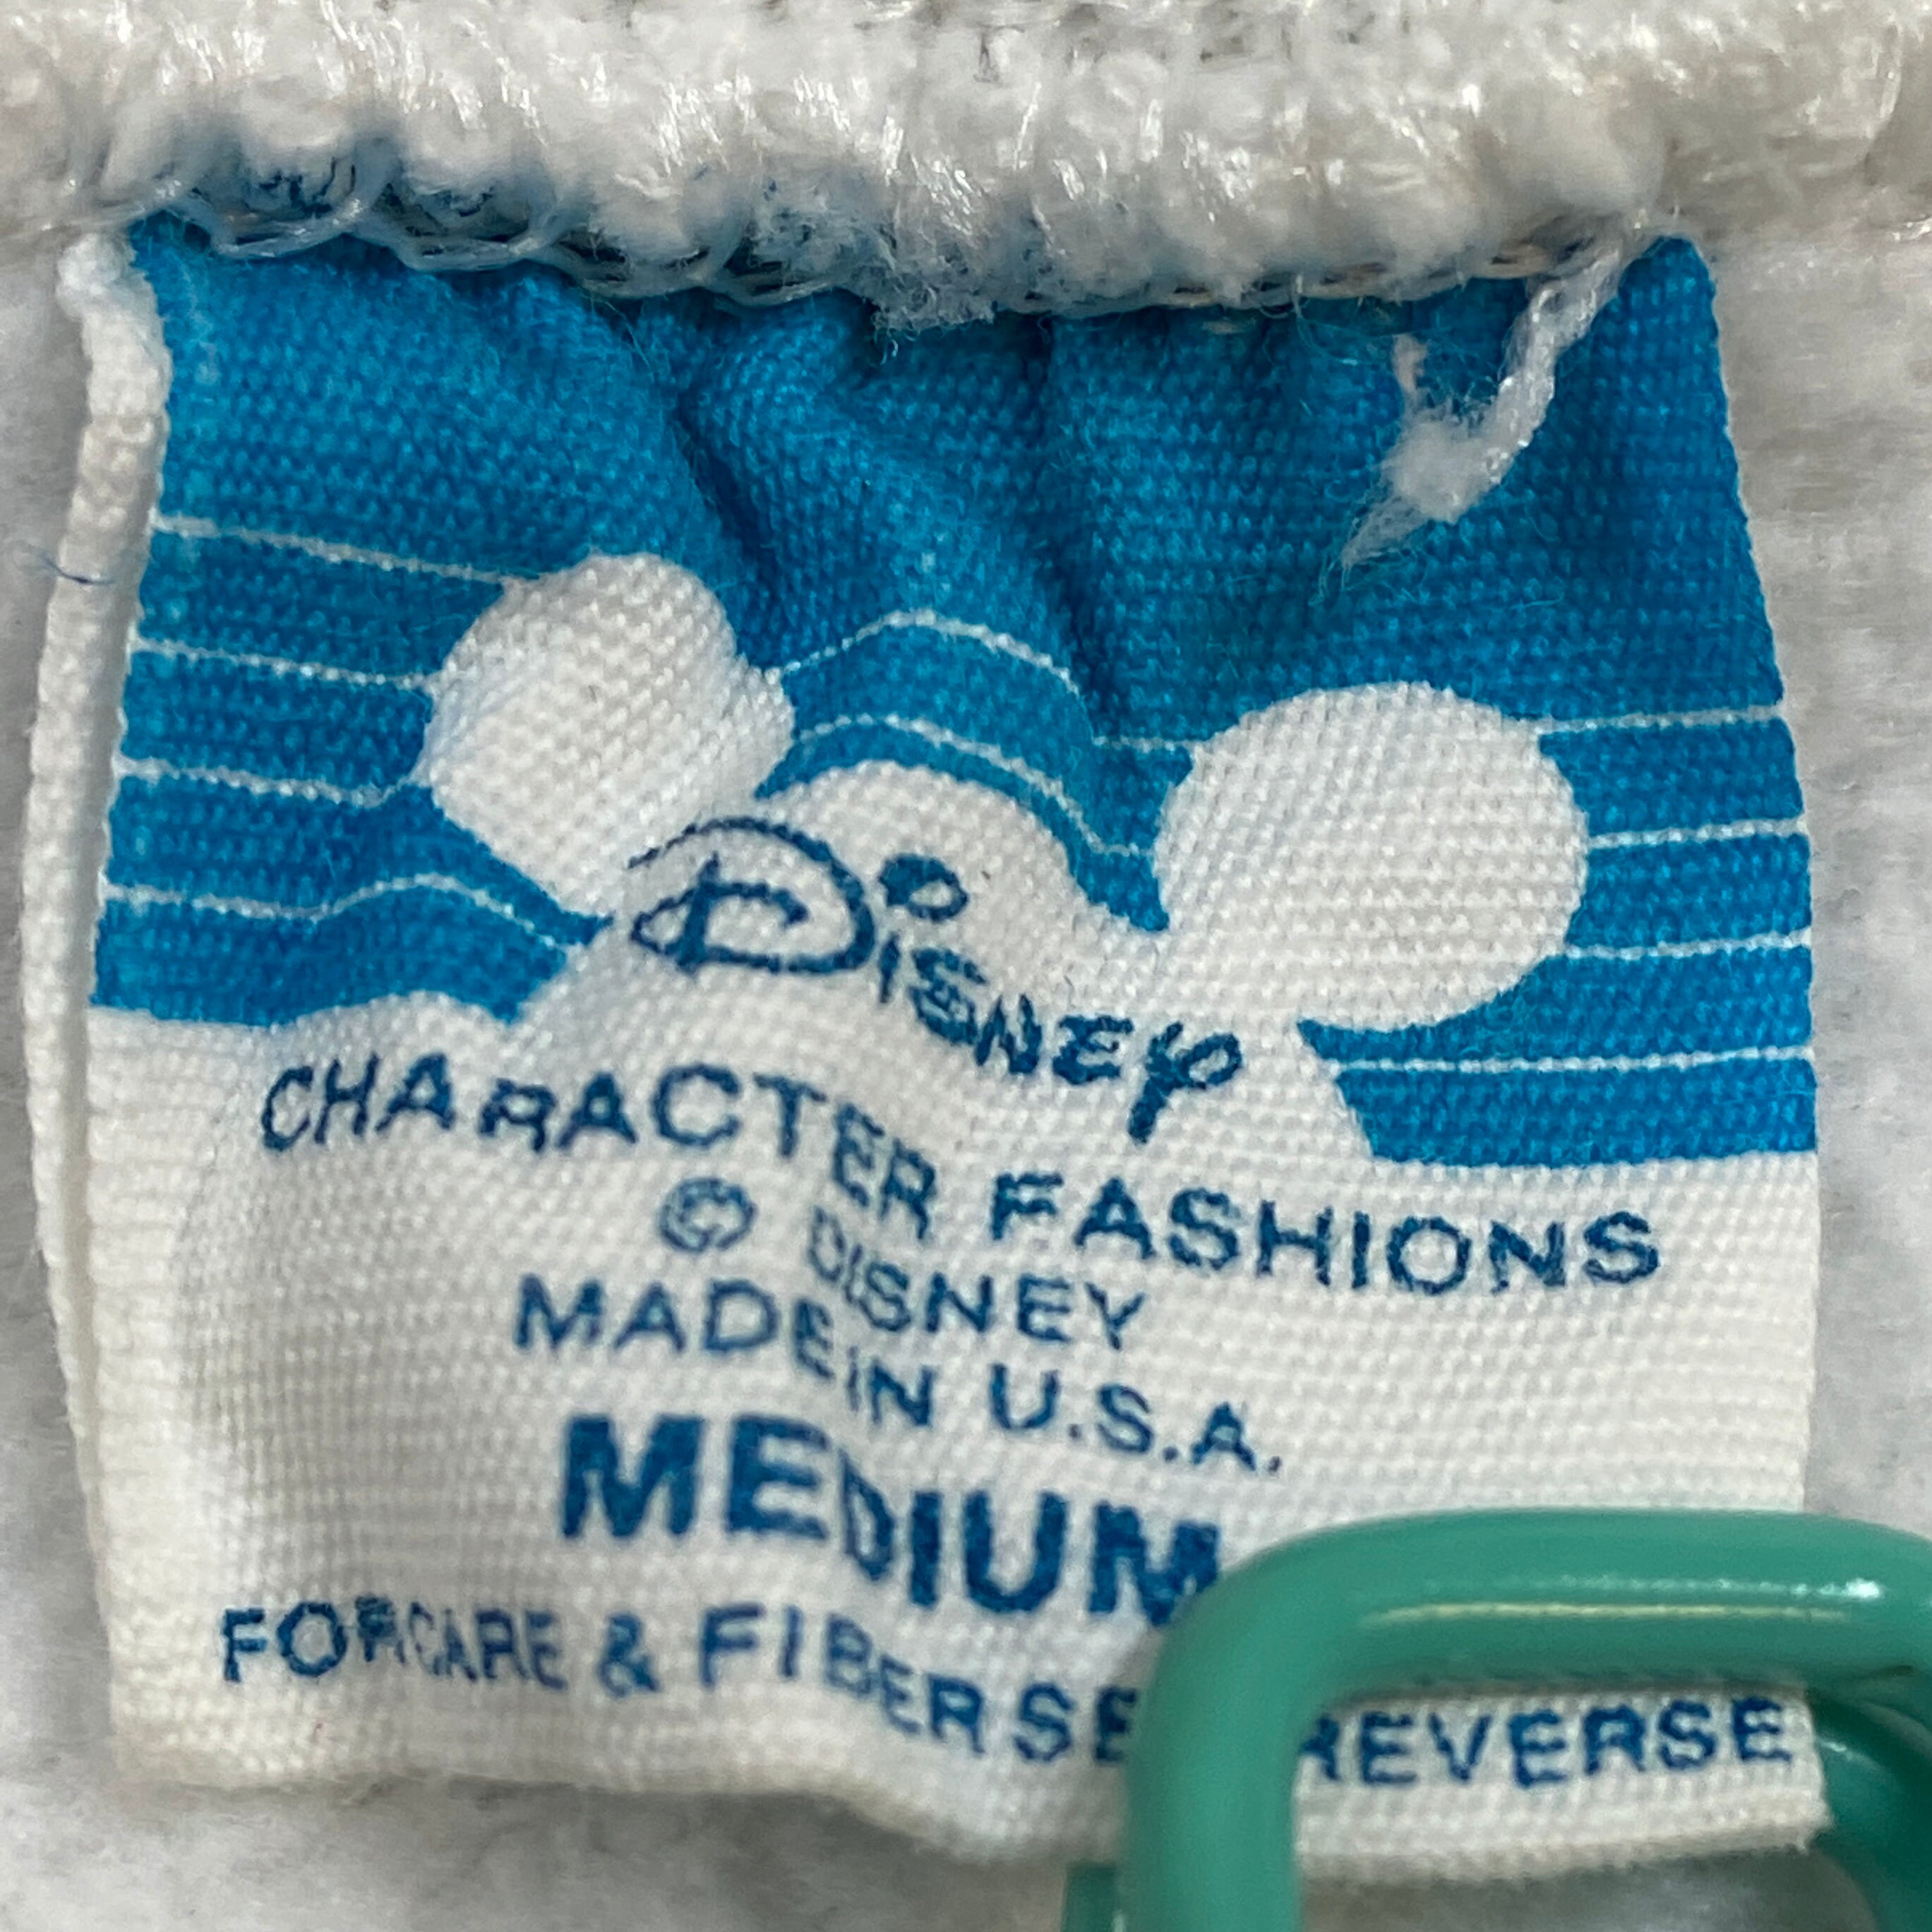 DISNEY
CHARACTER FASHIONS
© DISNEY
MADE IN U.S.A.
MEDIUM
FOR CARE & FIBER SE REVERSE